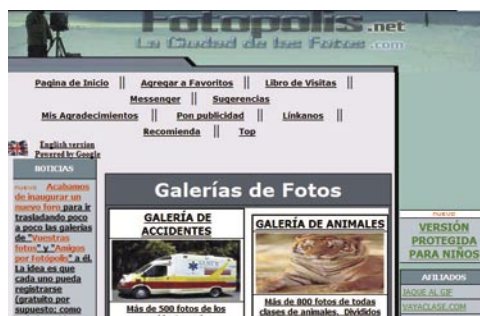 Fotopolis.net
La Ciudad de las Fotos.com
Pagina de Inicio || Agregar a Favoritos || Libro de Visitas ||
Messenger || Sugerencias
Mis Agradecimientos || Pon publicidad || Linkanos ||
Recomienda || Top
English version
Powered by Google
NOTICIAS
nuevo Acabamos
de inaugurar un
nuevo foro para ir
trasladando poco
a poco las galerias
de "Vuestras
fotos" y "Amigos
por Fotópolis" a él.
La idea es que
cada uno pueda
registrarse
(gratuito por
supuesto; como
Galerías de Fotos
GALERÍA DE
ACCIDENTES
Más de 500 fotos de los
GALERÍA DE ANIMALES
Más de 800 fotos de todas
clases de animales. Divididos
nuevo
VERSIÓN
PROTEGIDA
PARA NIÑOS
AFILIADOS
JAQUE AL GIF
VAYACLASE.COM